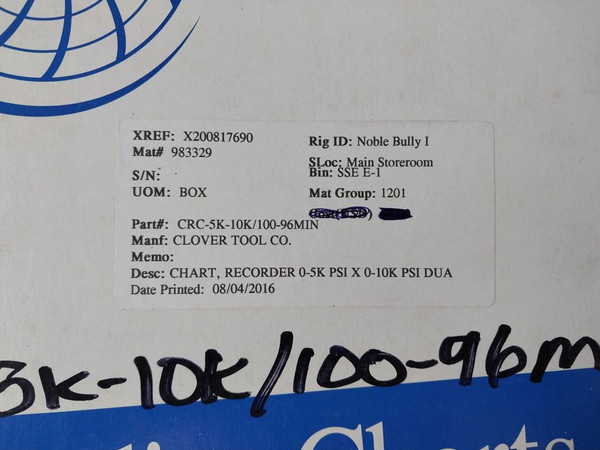 XREF: X200817690
Mat# 983329
S/N:
UOM: BOX
Rig ID: Noble Bully I
SLoc: Main Storeroom
Bin: SSE E-1
Mat Group: 1201
Part#: CRC-5K-10K/100-96MIN
Manf: CLOVER TOOL CO.
Memo:
Desc: CHART, RECORDER 0-5K PSI X 0-10K PSI DUA
Date Printed: 08/04/2016
3K-10K/100-96M
Charts